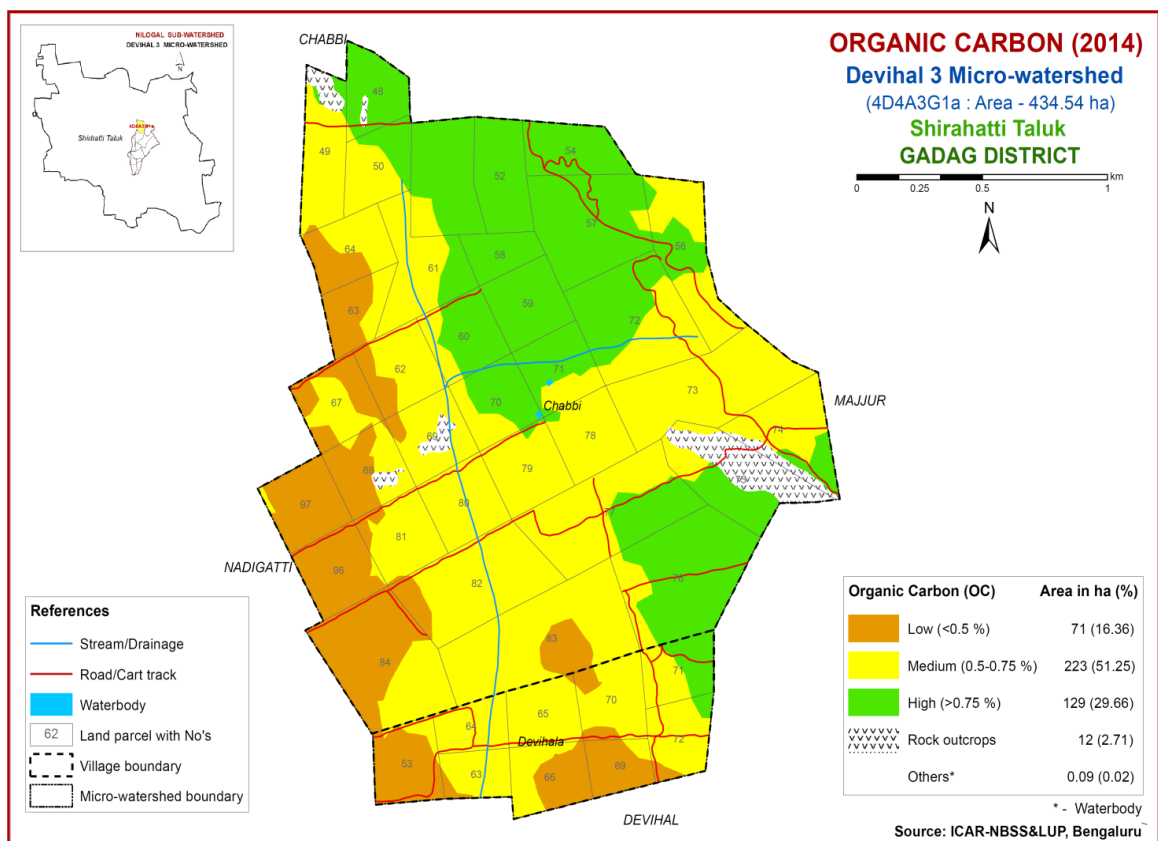 NILOGAL SUB-WATERSHED
DEVIHAL 3 MICRO-WATERSHED
N
4D4A3G1a
Shirhatti Taluk
ORGANIC CARBON (2014)
Devihal 3 Micro-watershed
(4D4A3G1a : Area - 434.54 ha)
Shirahatti Taluk
GADAG DISTRICT
km
0 0.25 0.5 1
N
CHABBI
48
49
50
52
54
57
56
64
61
58
63
59
60
72
62
71
67
70
Chabbi
73
MAJJUR
69
78
74
68
79
75
97
80
77
81
NADIGATTI
96
82
76
83
84
71
70
65
64
Devihala
72
53
63
66
69
DEVIHAL
References
Stream/Drainage
Road/Cart track
Waterbody
62 Land parcel with No's
Village boundary
Micro-watershed boundary
Organic Carbon (OC) Area in ha (%)
Low (<0.5 %) 71 (16.36)
Medium (0.5-0.75 %) 223 (51.25)
High (>0.75 %) 129 (29.66)
Rock outcrops 12 (2.71)
Others* 0.09 (0.02)
* - Waterbody
Source: ICAR-NBSS&LUP, Bengaluru